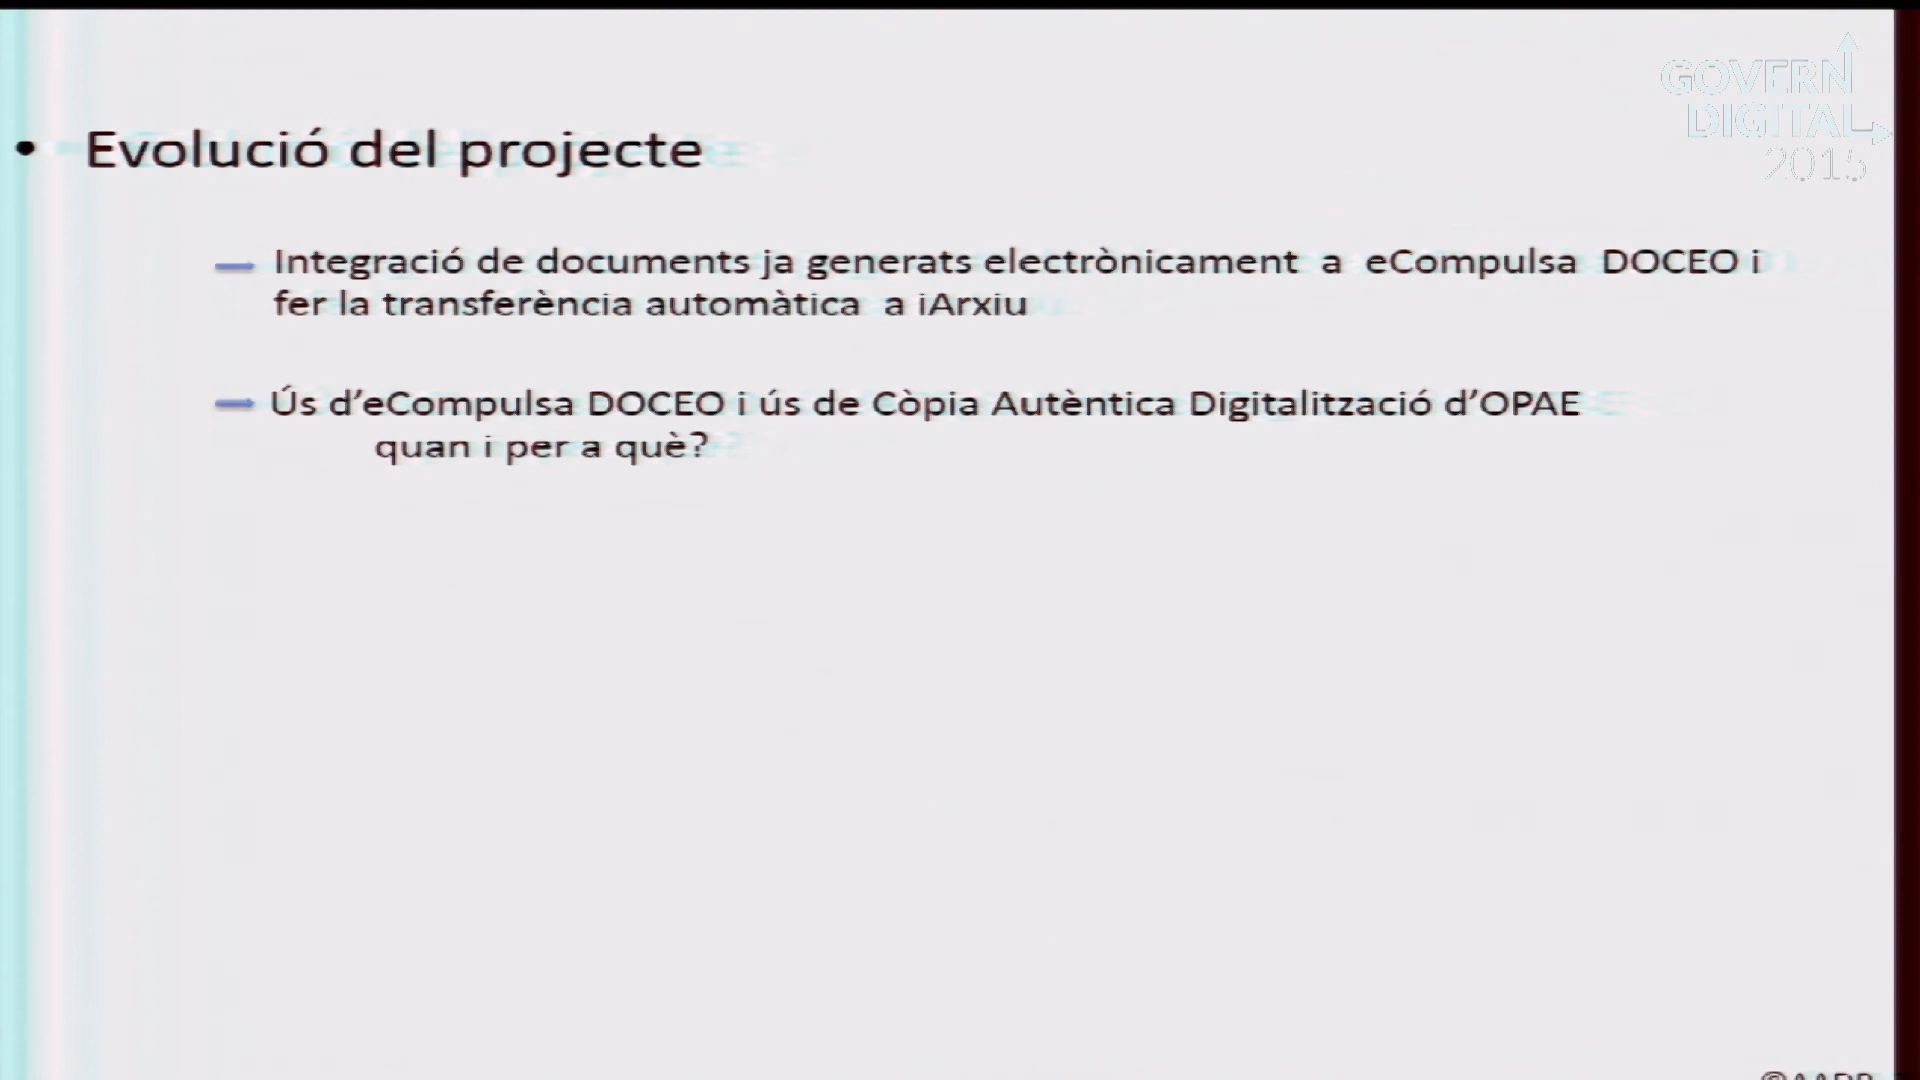 GOVERN
DIGITAL
2015
• Evolució del projecte
Integració de documents ja generats electrònicament a eCompulsa DOCEO i
fer la transferència automàtica a iArxiu
Ús d’eCompulsa DOCEO i ús de Còpia Autèntica Digitalització d’OPAE
quan i per a què?